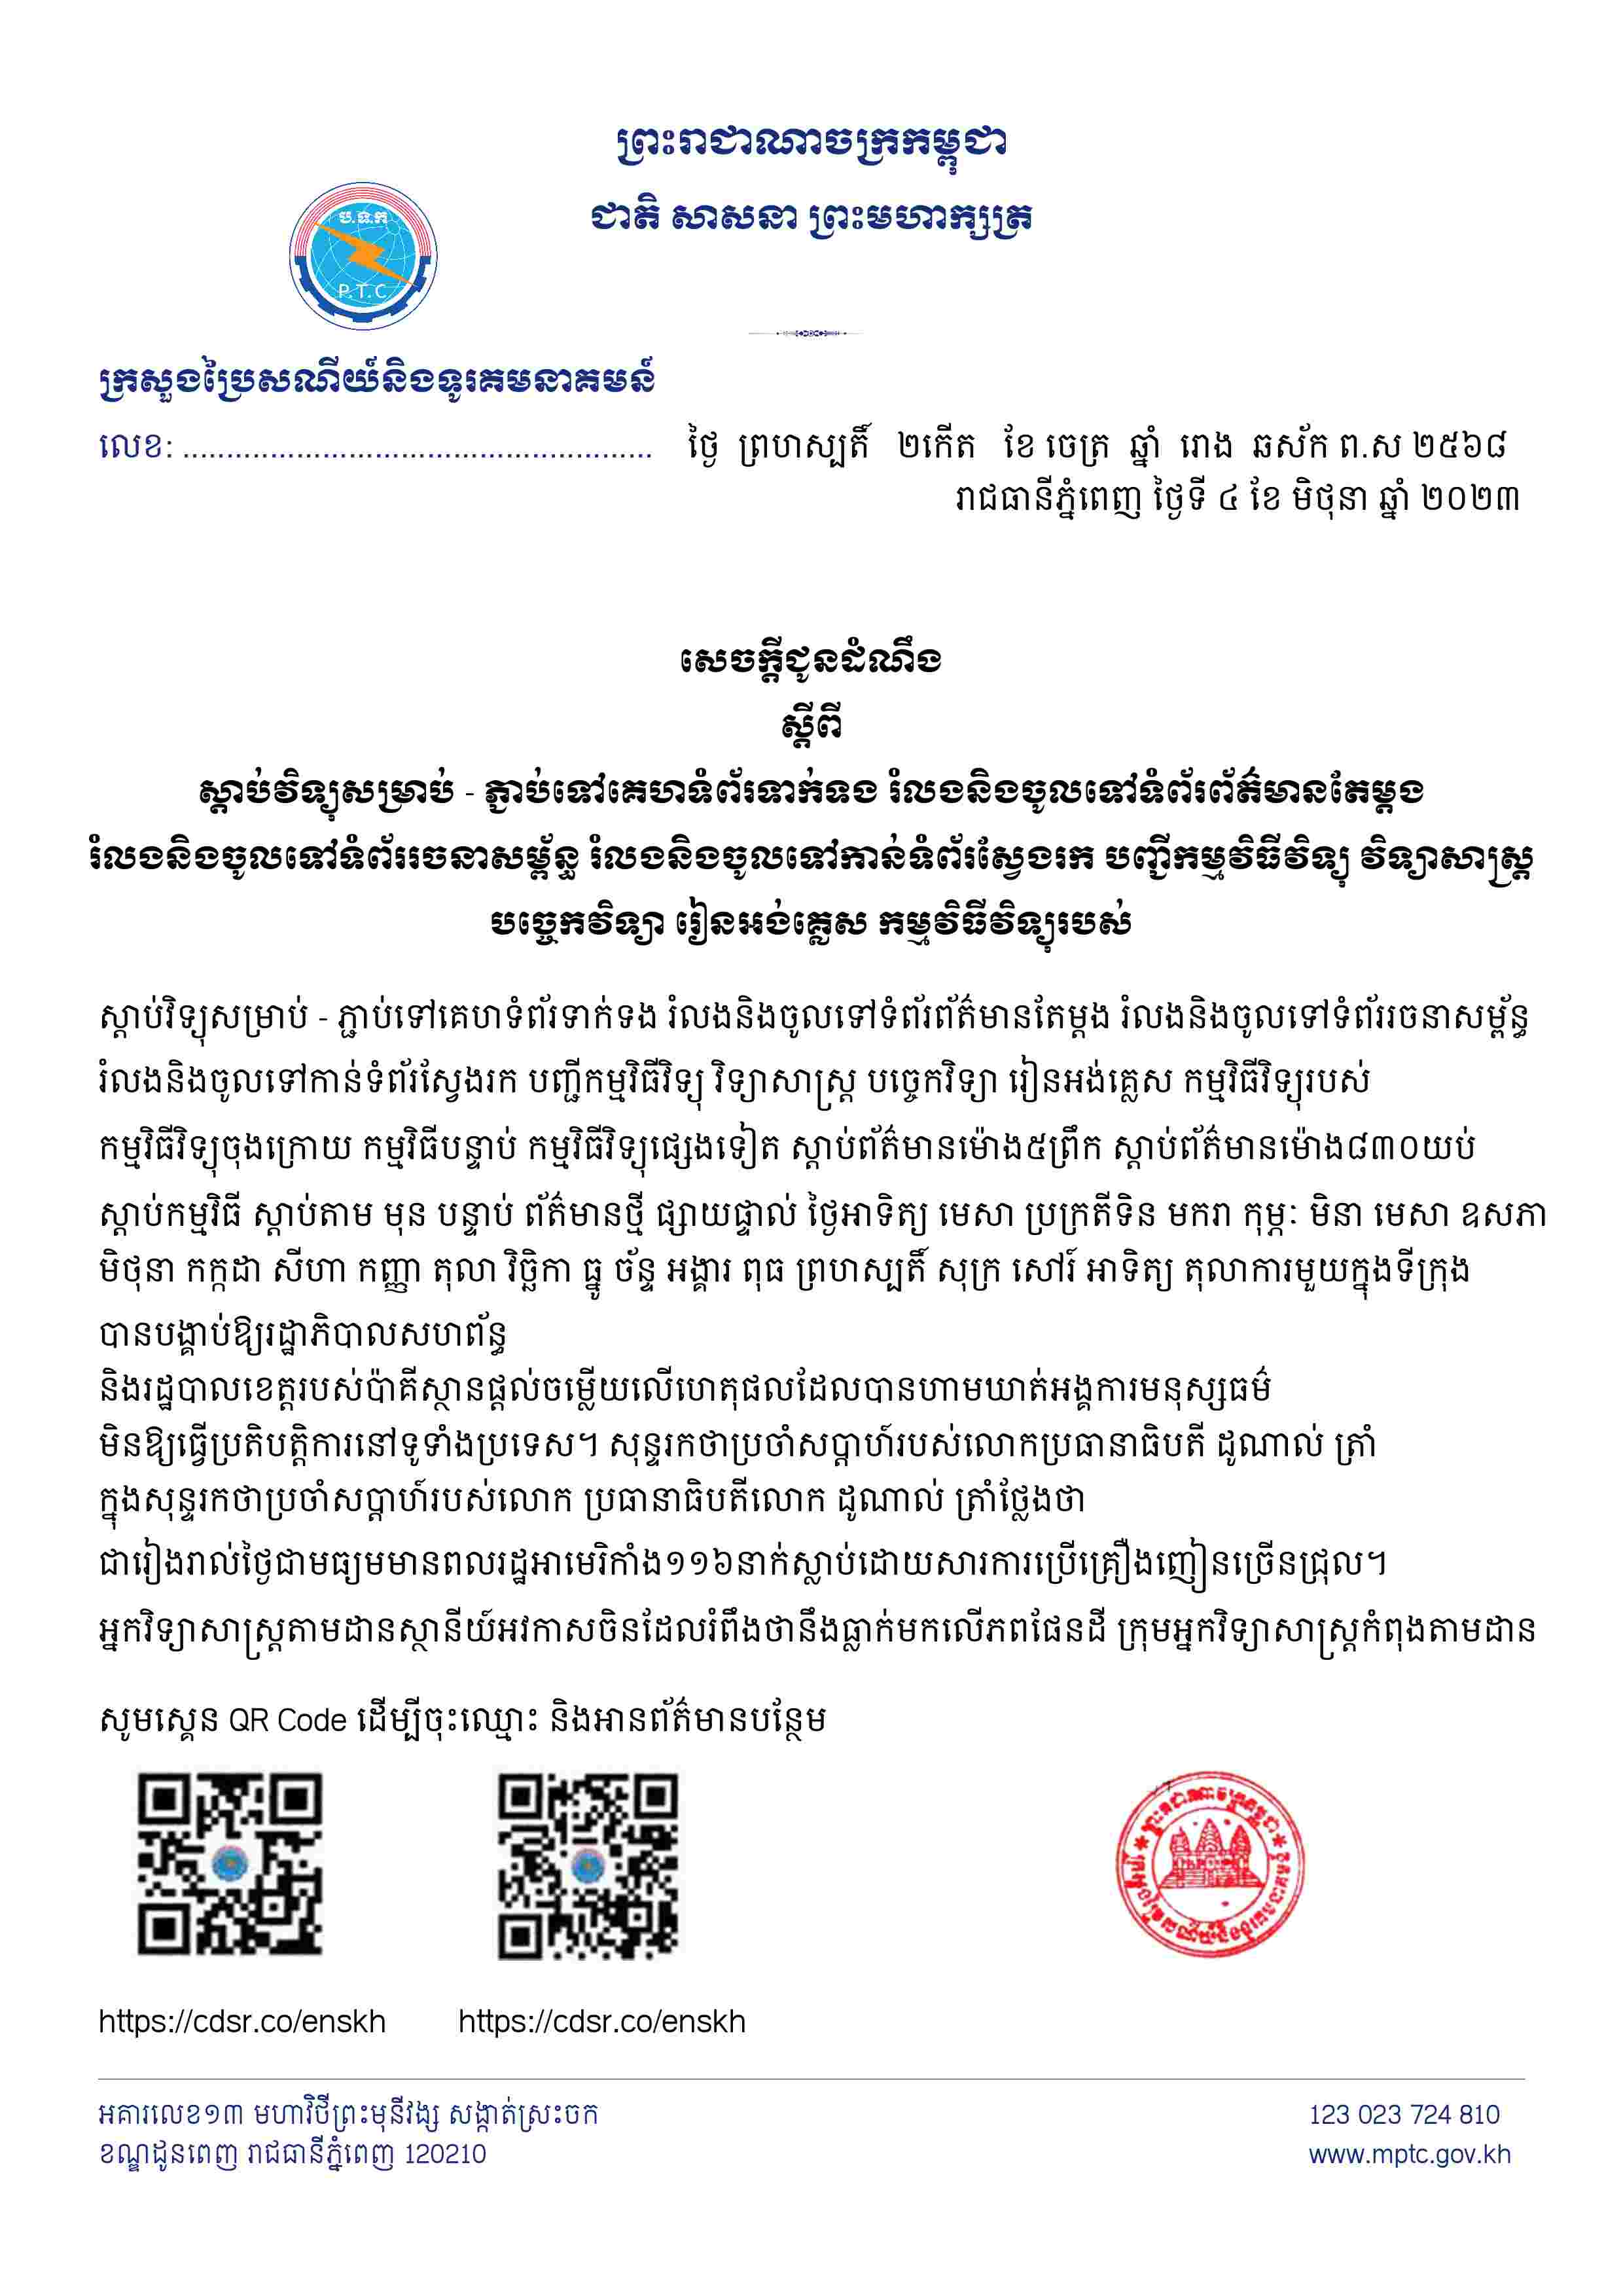 ព្រះរាជាណាចក្រកម្ពុជា
ជាតិ សាសនា ព្រះមហាក្សត្រ
ប.ទ.ក
P.T.C
ក្រសួងប្រៃសណីយ៍និងទូរគមនាគមន៍
លេខ: ......................................................
ថ្ងៃ ព្រហស្បតិ៍ ២កើត ខែ ចេត្រ ឆ្នាំ រោង ឆស័ក ព.ស ២៥៦៨
រាជធានីភ្នំពេញ ថ្ងៃទី ៤ ខែ មិថុនា ឆ្នាំ ២០២៣
សេចក្តីជូនដំណឹង
ស្តីពី
ស្តាប់វិទ្យុសម្រាប់ - ភ្ជាប់ទៅគេហទំព័រទាក់ទង រំលងនិងចូលទៅទំព័រព័ត៌មានតែម្តង
រំលងនិងចូលទៅទំព័ររចនាសម្ព័ន្ធ រំលងនិងចូលទៅកាន់ទំព័រស្វែងរក បញ្ជីកម្មវិធីវិទ្យុ វិទ្យាសាស្ត្រ
បច្ចេកវិទ្យា រៀនអង់គ្លេស កម្មវិធីវិទ្យុរបស់
ស្តាប់វិទ្យុសម្រាប់ - ភ្ជាប់ទៅគេហទំព័រទាក់ទង រំលងនិងចូលទៅទំព័រព័ត៌មានតែម្តង រំលងនិងចូលទៅទំព័ររចនាសម្ព័ន្ធ
រំលងនិងចូលទៅកាន់ទំព័រស្វែងរក បញ្ជីកម្មវិធីវិទ្យុ វិទ្យាសាស្ត្រ បច្ចេកវិទ្យា រៀនអង់គ្លេស កម្មវិធីវិទ្យុរបស់
កម្មវិធីវិទ្យុចុងក្រោយ កម្មវិធីបន្ទាប់ កម្មវិធីវិទ្យុផ្សេងទៀត ស្តាប់ព័ត៌មានម៉ោង៥ព្រឹក ស្តាប់ព័ត៌មានម៉ោង៨៣០យប់
ស្តាប់កម្មវិធី ស្តាប់តាម មុន បន្ទាប់ ព័ត៌មានថ្មី ផ្សាយផ្ទាល់ ថ្ងៃអាទិត្យ មេសា ប្រក្រតីទិន មករា កុម្ភៈ មិនា មេសា ឧសភា
មិថុនា កក្កដា សីហា កញ្ញា តុលា វិច្ឆិកា ធ្នូ ច័ន្ទ អង្គារ ពុធ ព្រហស្បតិ៍ សុក្រ សៅរ៍ អាទិត្យ តុលាការមួយក្នុងទីក្រុង
បានបង្គាប់ឱ្យរដ្ឋាភិបាលសហព័ន្ធ
និងរដ្ឋបាលខេត្តរបស់ប៉ាគីស្ថានផ្តល់ចម្លើយលើហេតុផលដែលបានហាមឃាត់អង្គការមនុស្សធម៌
មិនឱ្យធ្វើប្រតិបត្តិការនៅទូទាំងប្រទេស។ សុន្ទរកថាប្រចាំសប្តាហ៍របស់លោកប្រធានាធិបតី ដូណាល់ ត្រាំ
ក្នុងសុន្ទរកថាប្រចាំសប្តាហ៍របស់លោក ប្រធានាធិបតីលោក ដូណាល់ ត្រាំថ្លែងថា
ជារៀងរាល់ថ្ងៃជាមធ្យមមានពលរដ្ឋអាមេរិកាំង១១៦នាក់ស្លាប់ដោយសារការប្រើគ្រឿងញៀនច្រើនជ្រុល។
អ្នកវិទ្យាសាស្ត្រតាមដានស្ថានីយ៍អវកាសចិនដែលរំពឹងថានឹងធ្លាក់មកលើភពផែនដី ក្រុមអ្នកវិទ្យាសាស្ត្រកំពុងតាមដាន
សូមស្គេន QR Code ដើម្បីចុះឈ្មោះ និងអានព័ត៌មានបន្ថែម
https://cdsr.co/enskh https://cdsr.co/enskh
អគារលេខ១៣ មហាវិថីព្រះមុនីវង្ស សង្កាត់ស្រះចក
ខណ្ឌដូនពេញ រាជធានីភ្នំពេញ 120210
123 023 724 810
www.mptc.gov.kh